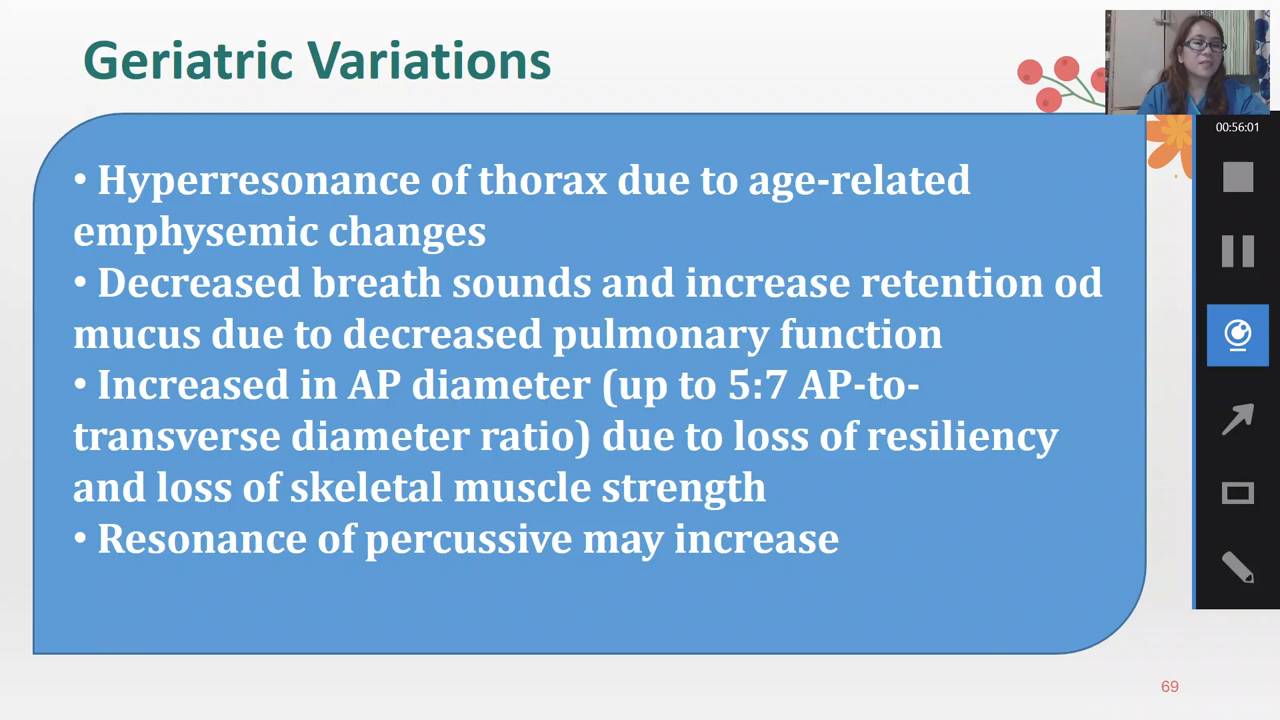 Geriatric Variations
• Hyperresonance of thorax due to age-related
emphysemic changes
• Decreased breath sounds and increase retention od
mucus due to decreased pulmonary function
• Increased in AP diameter (up to 5:7 AP-to-
transverse diameter ratio) due to loss of resiliency
and loss of skeletal muscle strength
• Resonance of percussive may increase
00:56:01
69